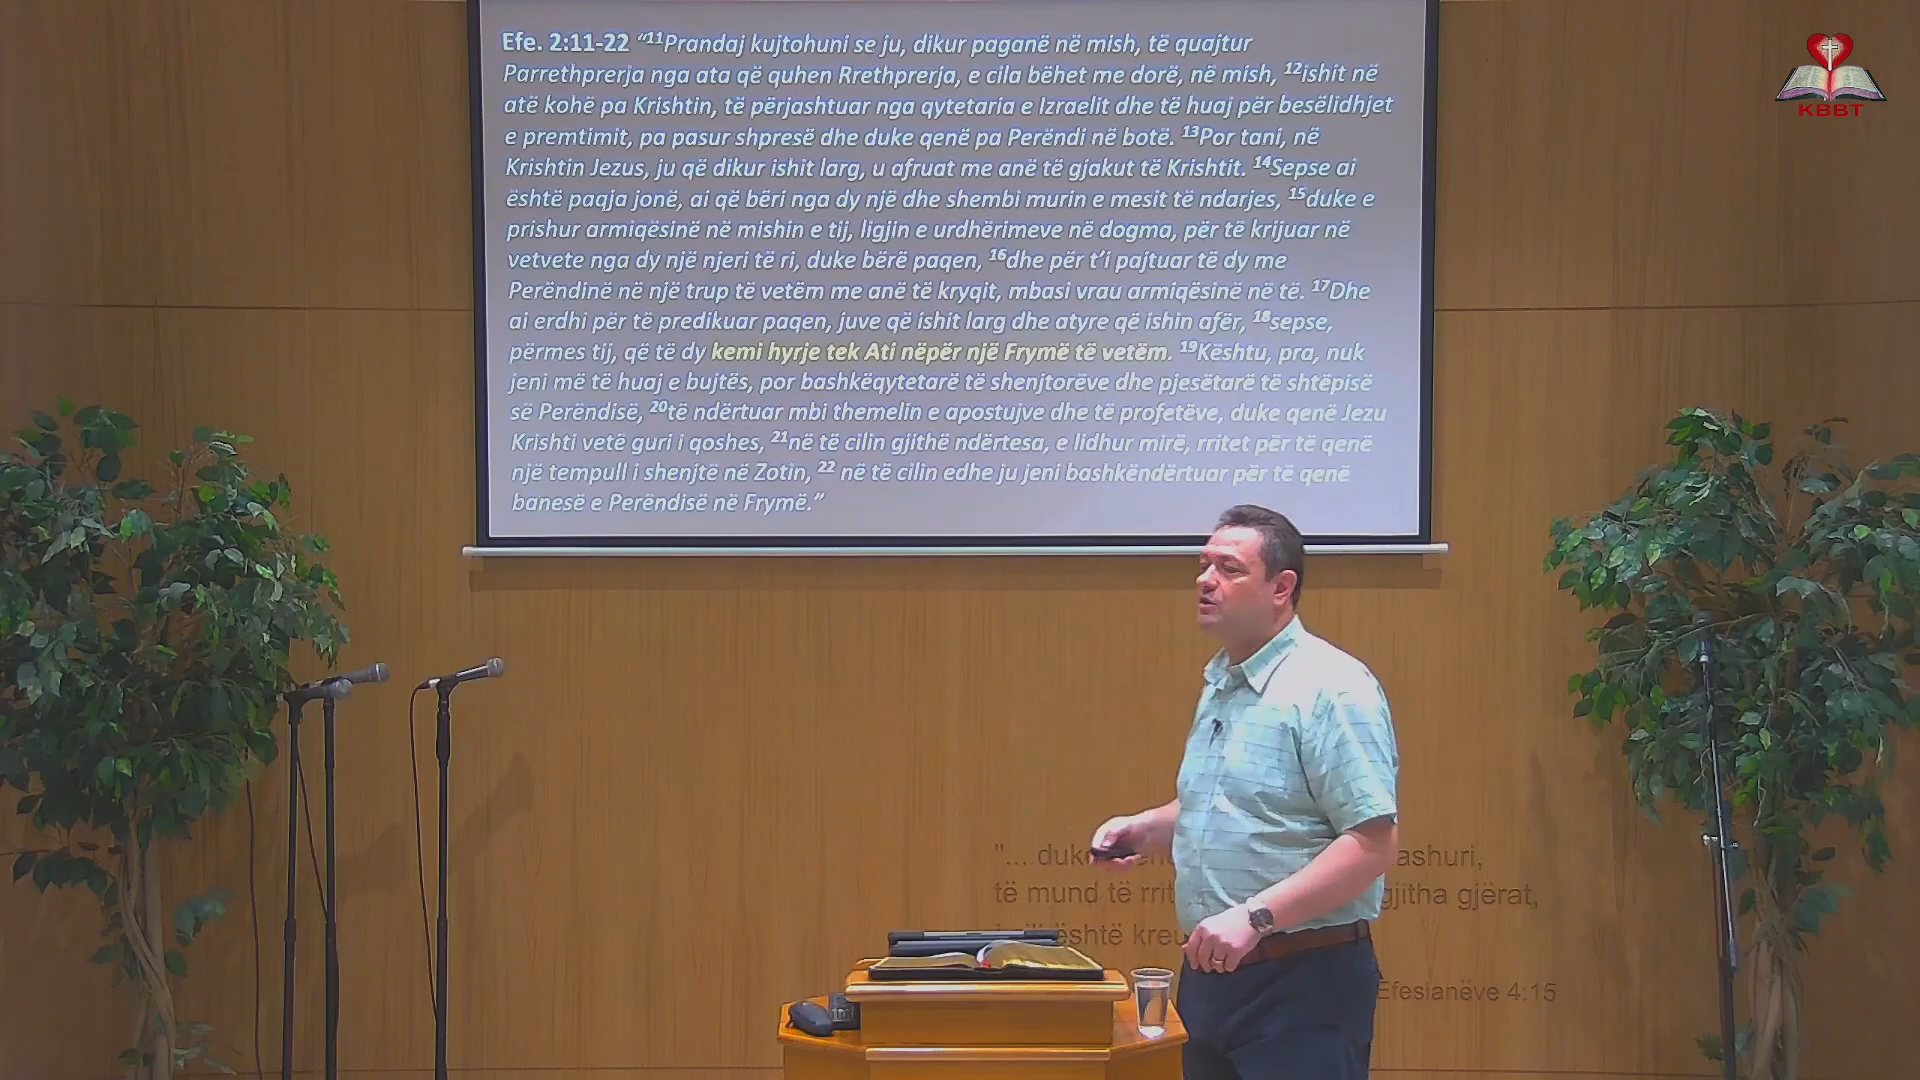 Efe. 2:11-22 “¹¹Prandaj kujtohuni se ju, dikur paganë në mish, të quajtur
Parrethprerja nga ata që quhen Rrethprerja, e cila bëhet me dorë, në mish, ¹²ishit në
atë kohë pa Krishtin, të përjashtuar nga qytetaria e Izraelit dhe të huaj për besëlidhjet
e premtimit, pa pasur shpresë dhe duke qenë pa Perëndi në botë. ¹³Por tani, në
Krishtin Jezus, ju që dikur ishit larg, u afruat me anë të gjakut të Krishtit. ¹⁴Sepse ai
është paqja jonë, ai që bëri nga dy një dhe shembi murin e mesit të ndarjes, ¹⁵duke e
prishur armiqësinë në mishin e tij, ligjin e urdhërimeve në dogma, për të krijuar në
vetvete nga dy një njeri të ri, duke bërë paqen, ¹⁶dhe për t’i pajtuar të dy me
Perëndinë në një trup të vetëm me anë të kryqit, mbasi vrau armiqësinë në të. ¹⁷Dhe
ai erdhi për të predikuar paqen, juve që ishit larg dhe atyre që ishin afër, ¹⁸sepse,
përmes tij, që të dy kemi hyrje tek Ati nëpër një Frymë të vetëm. ¹⁹Kështu, pra, nuk
jeni më të huaj e bujtës, por bashkëqytetarë të shenjtorëve dhe pjesëtarë të shtëpisë
së Perëndisë, ²⁰të ndërtuar mbi themelin e apostujve dhe të profetëve, duke qenë Jezu
Krishti vetë guri i qoshes, ²¹në të cilin gjithë ndërtesa, e lidhur mirë, rritet për të qenë
një tempull i shenjtë në Zotin, ²² në të cilin edhe ju jeni bashkëndërtuar për të qenë
banesë e Perëndisë në Frymë.”
KBBT
"... duke ashuri,
të mund të rrit gjitha gjërat,
është kreu
Efesianëve 4:15